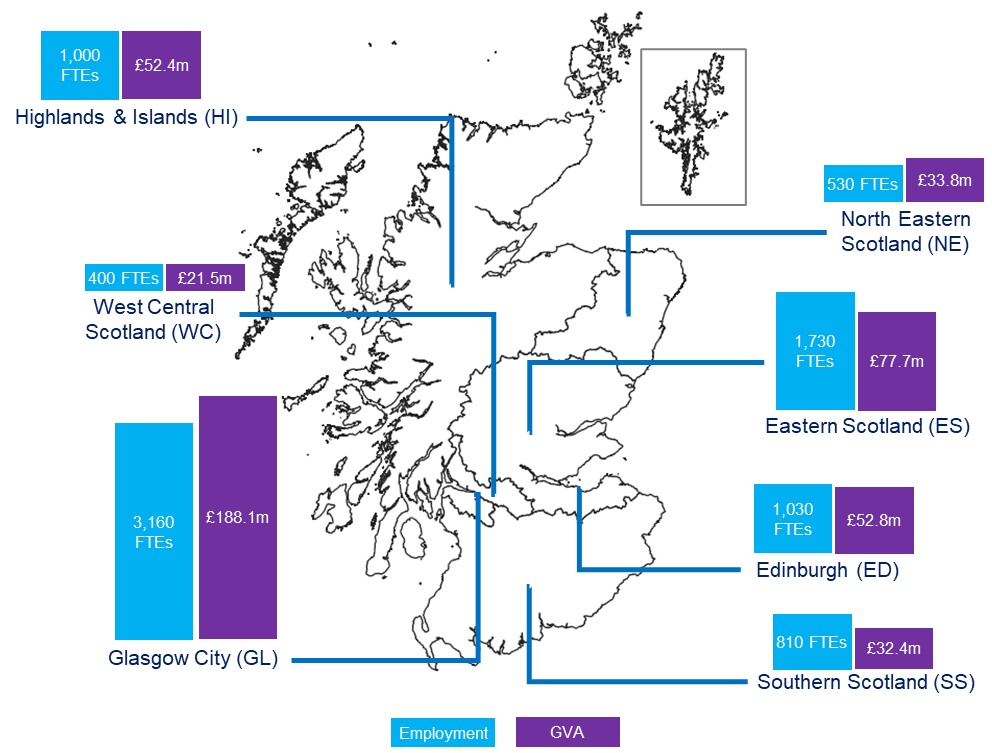 1,000
FTEs
£52.4m
Highlands & Islands (HI)
530 FTEs
£33.8m
North Eastern
Scotland (NE)
400 FTEs
£21.5m
West Central
Scotland (WC)
1,730
FTEs
£77.7m
Eastern Scotland (ES)
3,160
FTEs
£188.1m
Glasgow City (GL)
1,030
FTEs
£52.8m
Edinburgh (ED)
810 FTEs
£32.4m
Southern Scotland (SS)
Employment
GVA